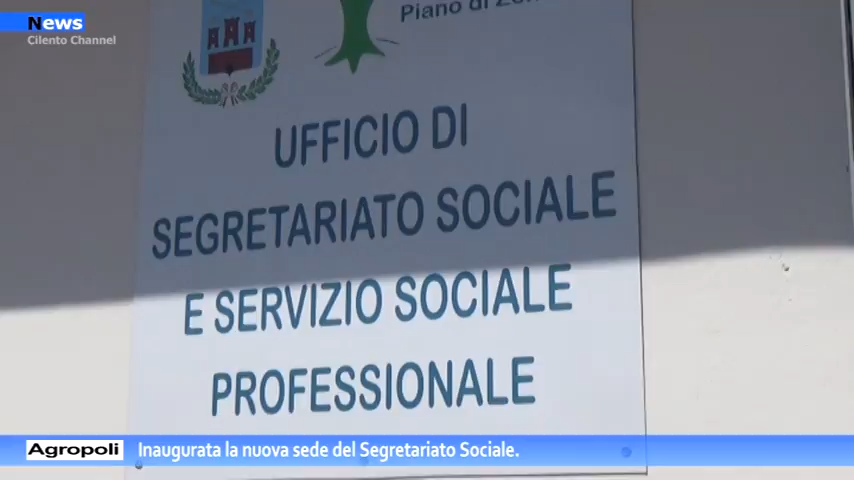 News
Cilento Channel
Piano di Zona
UFFICIO DI
SEGRETARIATO SOCIALE
E SERVIZIO SOCIALE
PROFESSIONALE
Agropoli Inaugurata la nuova sede del Segretariato Sociale.